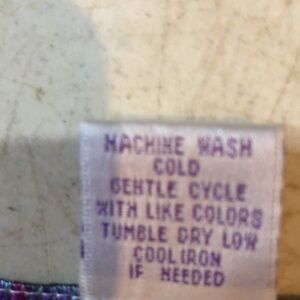 MACHINE WASH
COLD
GENTLE CYCLE
WITH LIKE COLORS
TUMBLE DRY LOW
COOL IRON
IF NEEDED